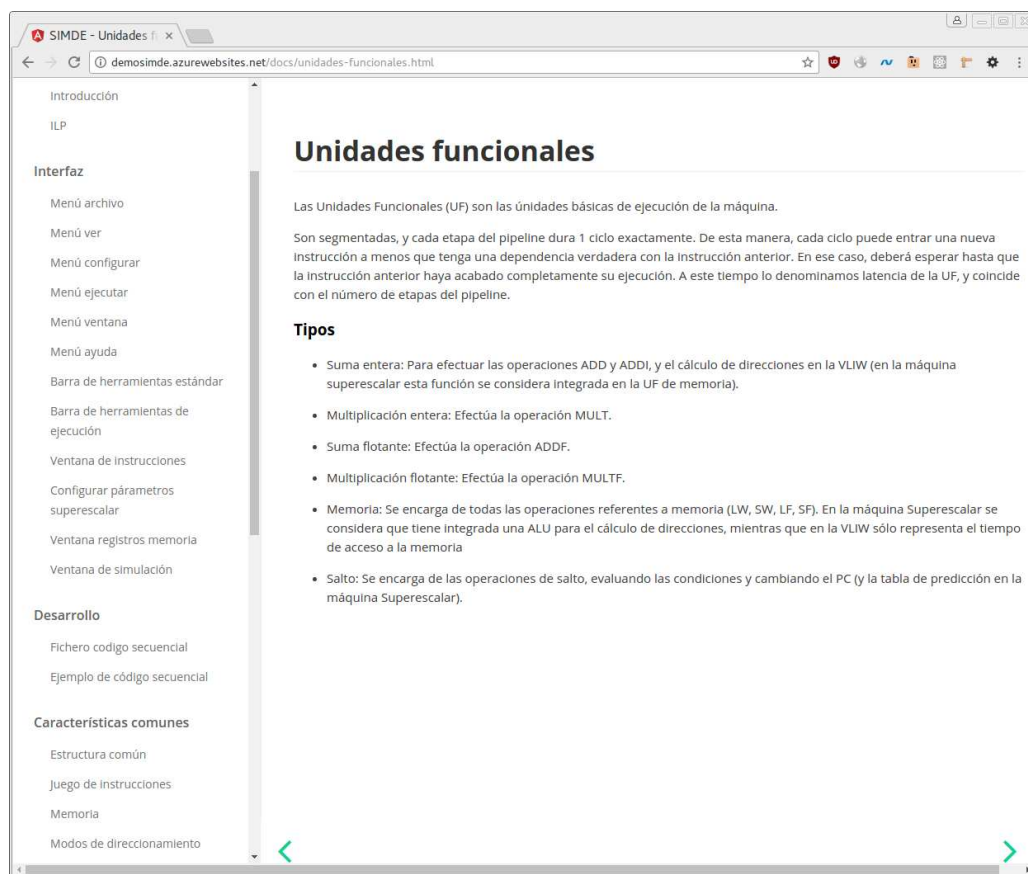 SIMDE - Unidades f
demosimde.azurewebsites.net/docs/unidades-funcionales.html
Introducción
ILP
Interfaz
Menú archivo
Menú ver
Menú configurar
Menú ejecutar
Menú ventana
Menú ayuda
Barra de herramientas estándar
Barra de herramientas de
ejecución
Ventana de instrucciones
Configurar párametros
superescalar
Ventana registros memoria
Ventana de simulación
Desarrollo
Fichero codigo secuencial
Ejemplo de código secuencial
Características comunes
Estructura común
Juego de instrucciones
Memoria
Modos de direccionamiento
Unidades funcionales
Las Unidades Funcionales (UF) son las únidades básicas de ejecución de la máquina.
Son segmentadas, y cada etapa del pipeline dura 1 ciclo exactamente. De esta manera, cada ciclo puede entrar una nueva
instrucción a menos que tenga una dependencia verdadera con la instrucción anterior. En ese caso, deberá esperar hasta que
la instrucción anterior haya acabado completamente su ejecución. A este tiempo lo denominamos latencia de la UF, y coincide
con el número de etapas del pipeline.
Tipos
• Suma entera: Para efectuar las operaciones ADD y ADDI, y el cálculo de direcciones en la VLIW (en la máquina
superescalar esta función se considera integrada en la UF de memoria).
• Multiplicación entera: Efectúa la operación MULT.
• Suma flotante: Efectúa la operación ADDF.
• Multiplicación flotante: Efectúa la operación MULTF.
• Memoria: Se encarga de todas las operaciones referentes a memoria (LW, SW, LF, SF). En la máquina Superescalar se
considera que tiene integrada una ALU para el cálculo de direcciones, mientras que en la VLIW sólo representa el tiempo
de acceso a la memoria
• Salto: Se encarga de las operaciones de salto, evaluando las condiciones y cambiando el PC (y la tabla de predicción en la
máquina Superescalar).